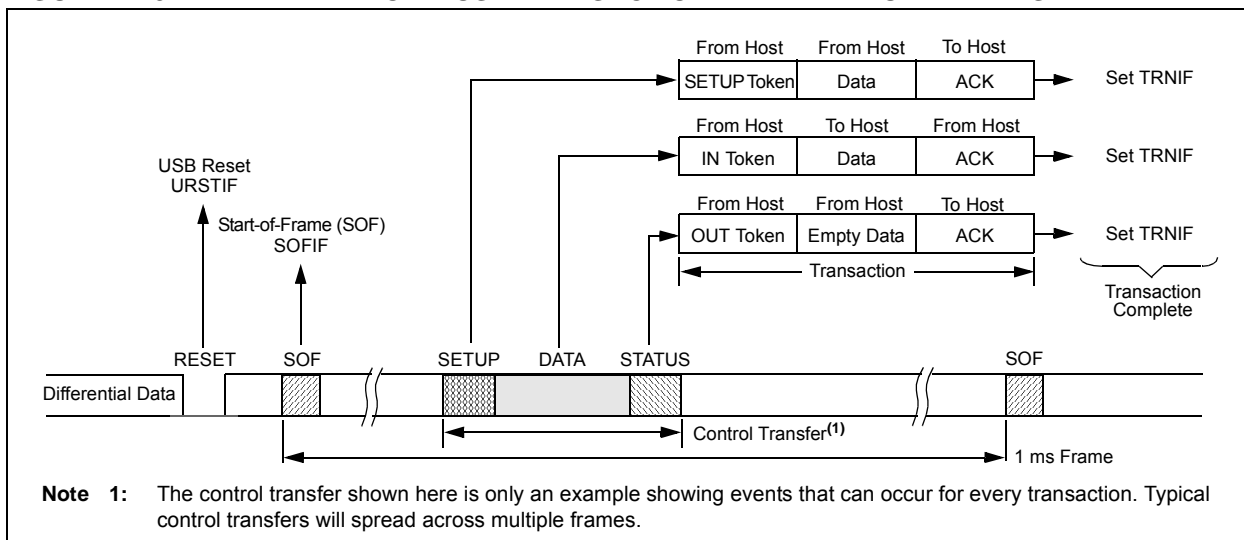 From Host From Host To Host
SETUP Token Data ACK Set TRNIF
From Host To Host From Host
IN Token Data ACK Set TRNIF
From Host From Host To Host
OUT Token Empty Data ACK Set TRNIF
Transaction
Transaction
Complete
USB Reset
URSTIF
Start-of-Frame (SOF)
SOFIF
RESET SOF SETUP DATA STATUS SOF
Differential Data
Control Transfer(1)
1 ms Frame
Note 1: The control transfer shown here is only an example showing events that can occur for every transaction. Typical
control transfers will spread across multiple frames.